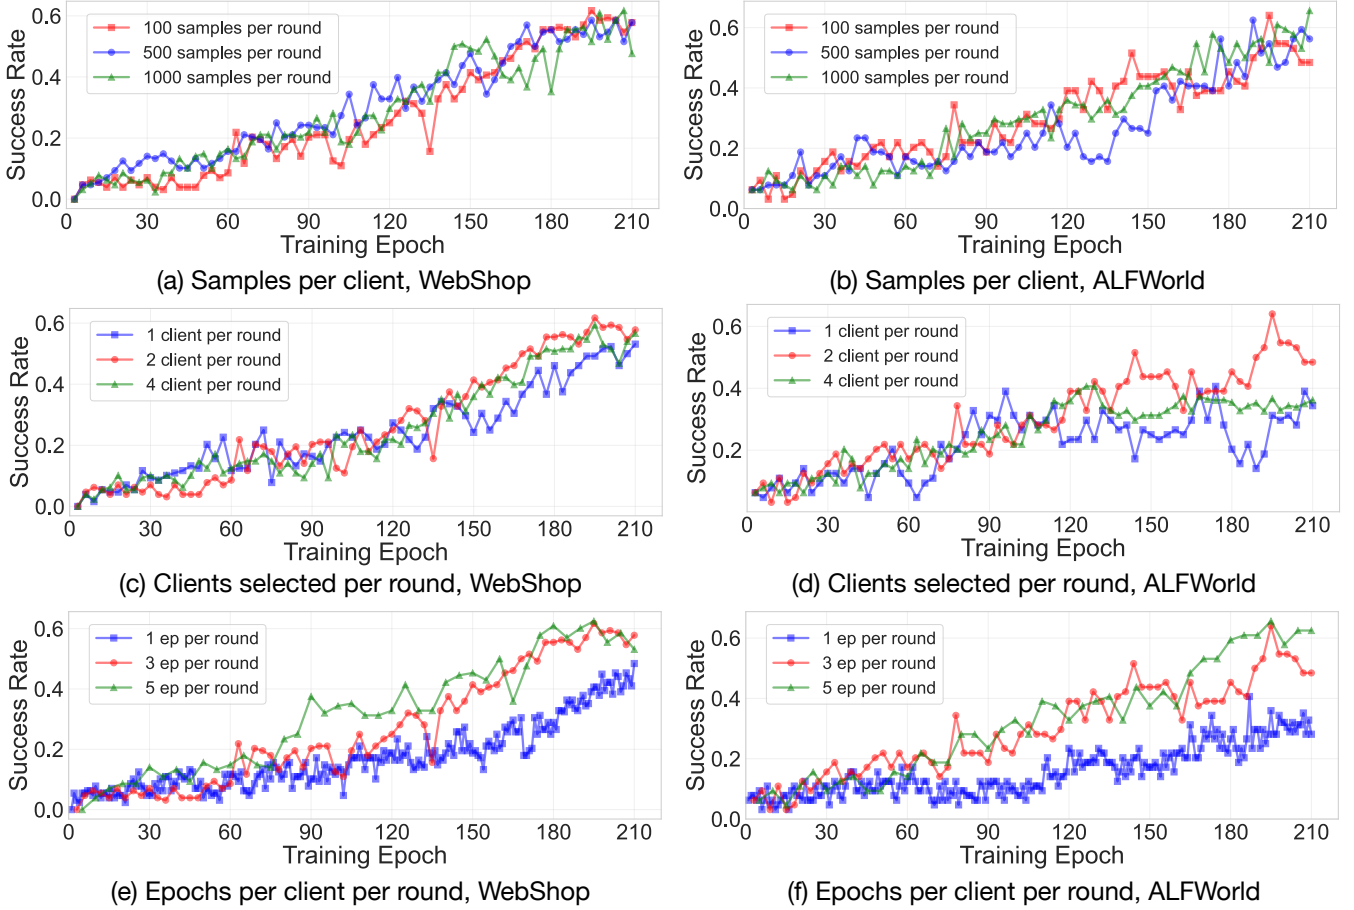 Success Rate
0.6
0.4
0.2
0.0
100 samples per round
500 samples per round
1000 samples per round
0 30 60 90 120 150 180 210
Training Epoch
(a) Samples per client, WebShop
Success Rate
0.6
0.4
0.2
0.0
100 samples per round
500 samples per round
1000 samples per round
0 30 60 90 120 150 180 210
Training Epoch
(b) Samples per client, ALFWorld
Success Rate
0.6
0.4
0.2
0.0
1 client per round
2 client per round
4 client per round
0 30 60 90 120 150 180 210
Training Epoch
(c) Clients selected per round, WebShop
Success Rate
0.6
0.4
0.2
1 client per round
2 client per round
4 client per round
0 30 60 90 120 150 180 210
Training Epoch
(d) Clients selected per round, ALFWorld
Success Rate
0.6
0.4
0.2
0.0
1 ep per round
3 ep per round
5 ep per round
0 30 60 90 120 150 180 210
Training Epoch
(e) Epochs per client per round, WebShop
Success Rate
0.6
0.4
0.2
0.0
1 ep per round
3 ep per round
5 ep per round
0 30 60 90 120 150 180 210
Training Epoch
(f) Epochs per client per round, ALFWorld